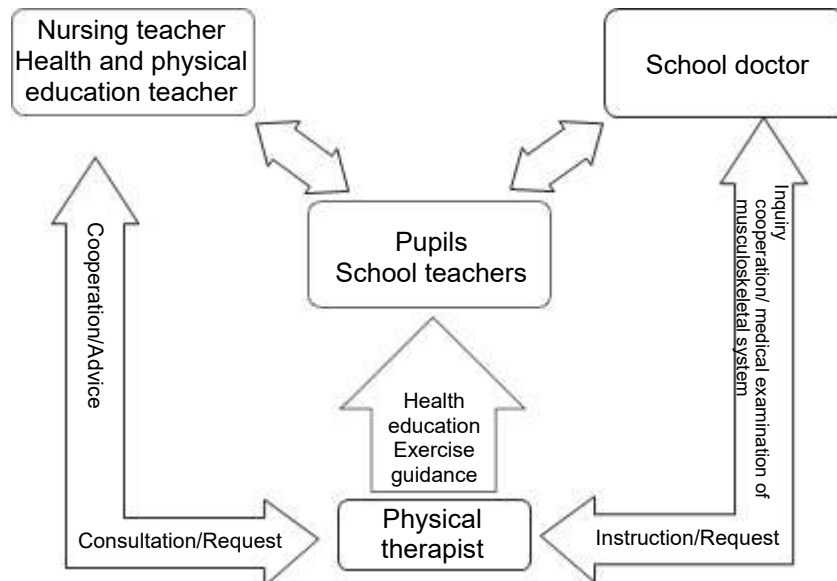 Nursing teacher
Health and physical
education teacher
School doctor
Pupils
School teachers
Cooperation/Advice
Inquiry
cooperation/ medical examination of
musculoskeletal system
Health
education
Exercise
guidance
Consultation/Request
Physical
therapist
Instruction/Request